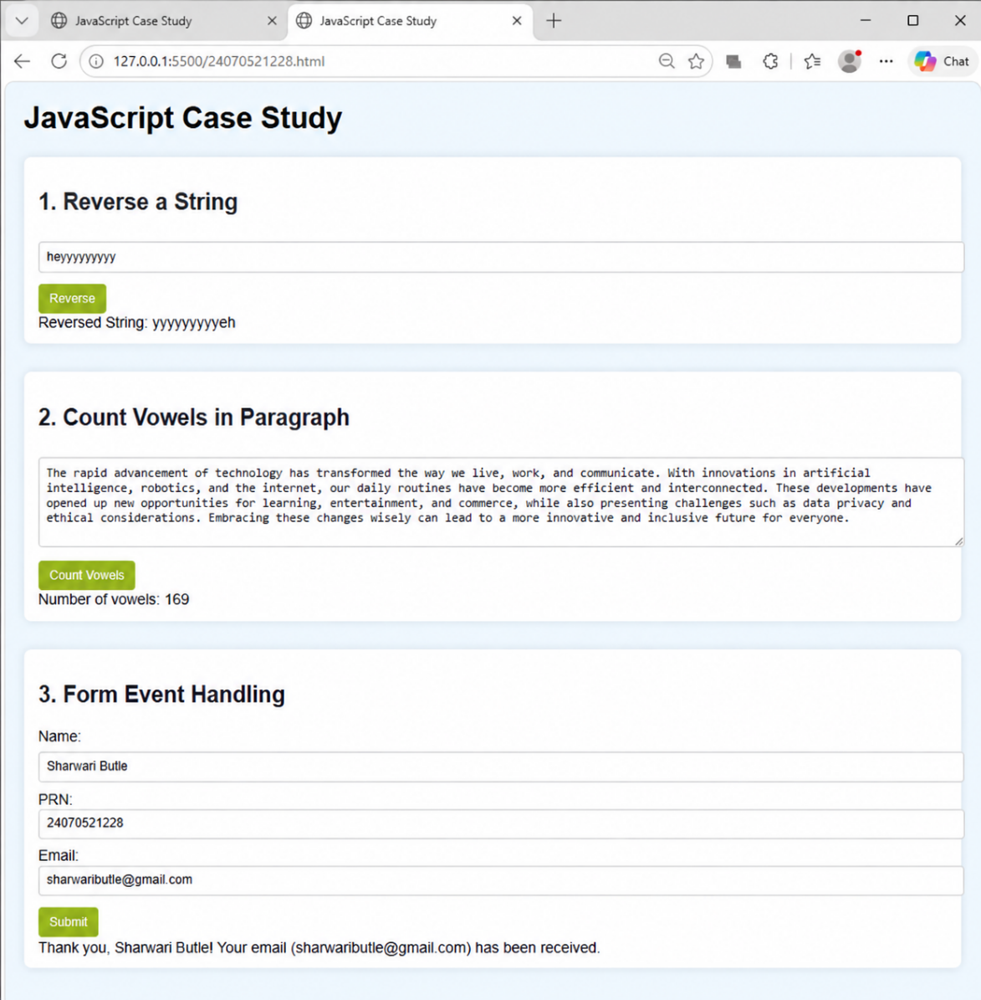 JavaScript Case Study
JavaScript Case Study
127.0.0.1:5500/24070521228.html
Chat
JavaScript Case Study
1. Reverse a String
heyyyyyyyyy
Reverse
Reversed String: yyyyyyyyyeh
2. Count Vowels in Paragraph
The rapid advancement of technology has transformed the way we live, work, and communicate. With innovations in artificial
intelligence, robotics, and the internet, our daily routines have become more efficient and interconnected. These developments have
opened up new opportunities for learning, entertainment, and commerce, while also presenting challenges such as data privacy and
ethical considerations. Embracing these changes wisely can lead to a more innovative and inclusive future for everyone.
Count Vowels
Number of vowels: 169
3. Form Event Handling
Name:
Sharwari Butle
PRN:
24070521228
Email:
sharwaributle@gmail.com
Submit
Thank you, Sharwari Butle! Your email (sharwaributle@gmail.com) has been received.